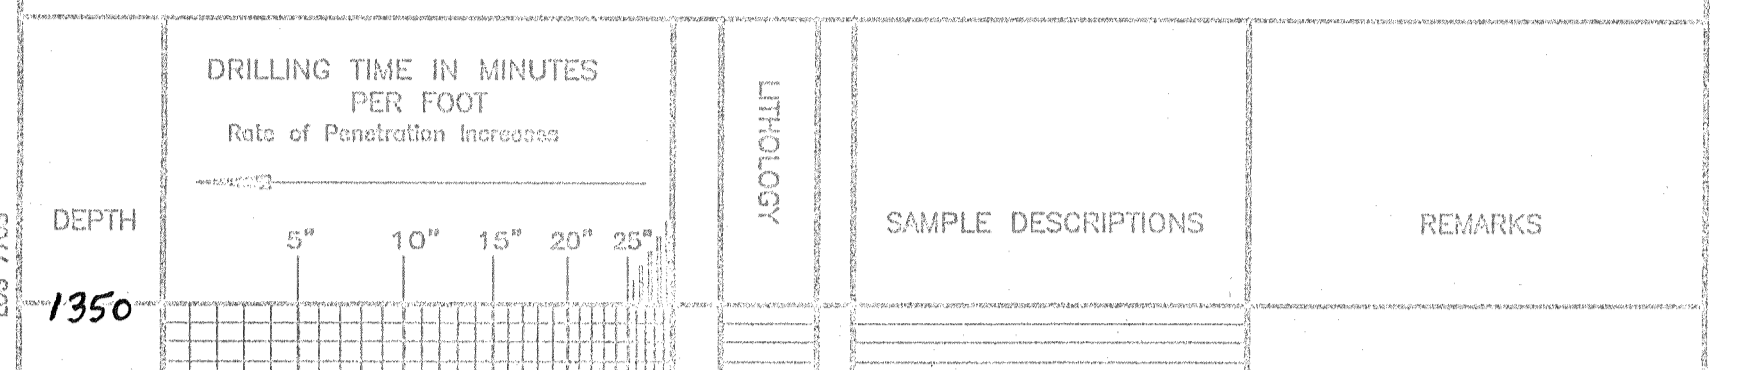 DRILLING TIME IN MINUTES
PER FOOT
Rate of Penetration Increases
LITHOLOGY
DEPTH
5" 10" 15" 20" 25"
SAMPLE DESCRIPTIONS
REMARKS
1350